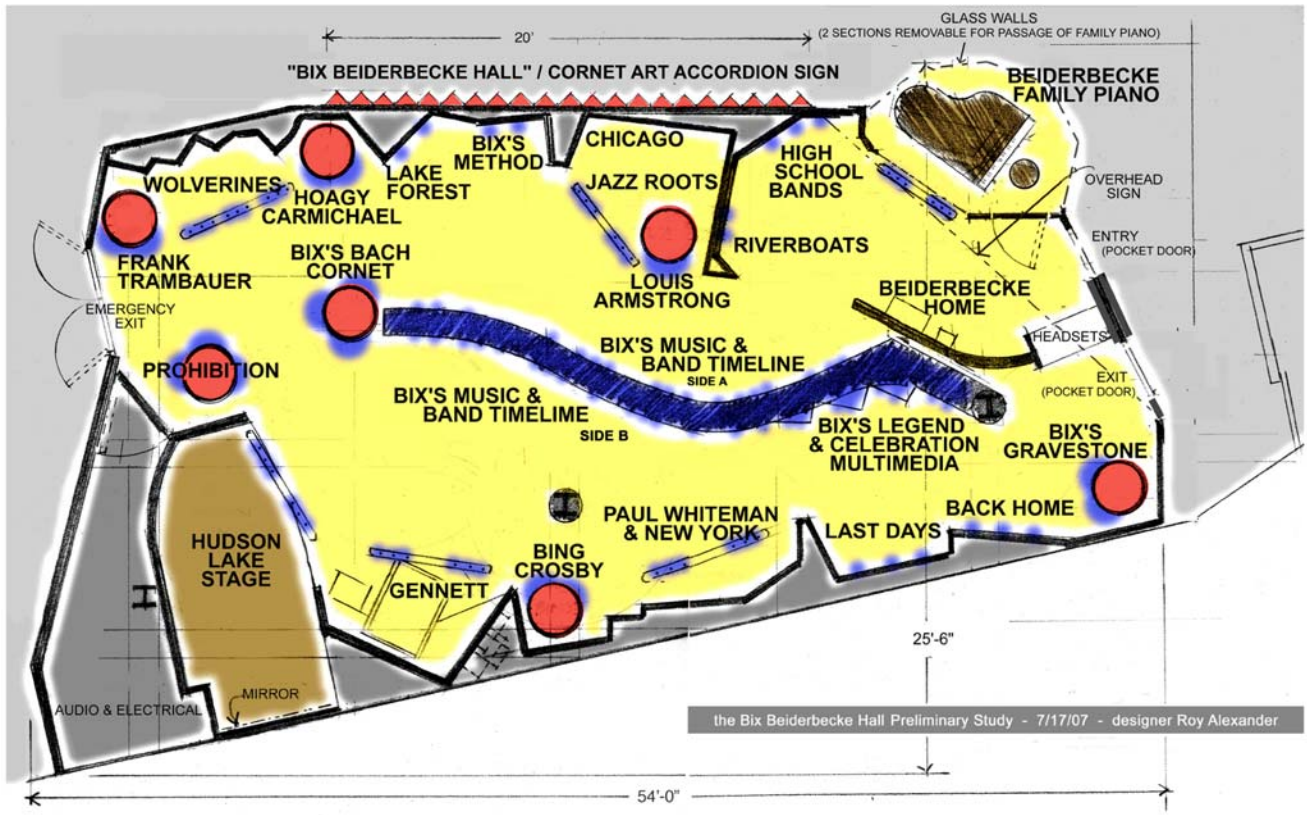 GLASS WALLS
(2 SECTIONS REMOVABLE FOR PASSAGE OF FAMILY PIANO)
20'
"BIX BEIDERBECKE HALL" / CORNET ART ACCORDION SIGN
BEIDERBECKE
FAMILY PIANO
BIX'S
METHOD
CHICAGO
JAZZ ROOTS
HIGH
SCHOOL
BANDS
LAKE
FOREST
WOLVERINES
HOAGY
CARMICHAEL
OVERHEAD
SIGN
ENTRY
(POCKET DOOR)
RIVERBOATS
BIX'S BACH
CORNET
FRANK
TRAMBAUER
LOUIS
ARMSTRONG
BEIDERBECKE
HOME
EMERGENCY
EXIT
HEADSETS
BIX'S MUSIC &
BAND TIMELINE
SIDE A
PROHIBITION
EXIT
(POCKET DOOR)
BIX'S MUSIC &
BAND TIMELIME
SIDE B
BIX'S LEGEND
& CELEBRATION
MULTIMEDIA
BIX'S
GRAVESTONE
BACK HOME
PAUL WHITEMAN
& NEW YORK
LAST DAYS
HUDSON
LAKE
STAGE
BING
CROSBY
GENNETT
25'-6"
MIRROR
AUDIO & ELECTRICAL
the Bix Beiderbecke Hall Preliminary Study - 7/17/07 - designer Roy Alexander
54'-0"